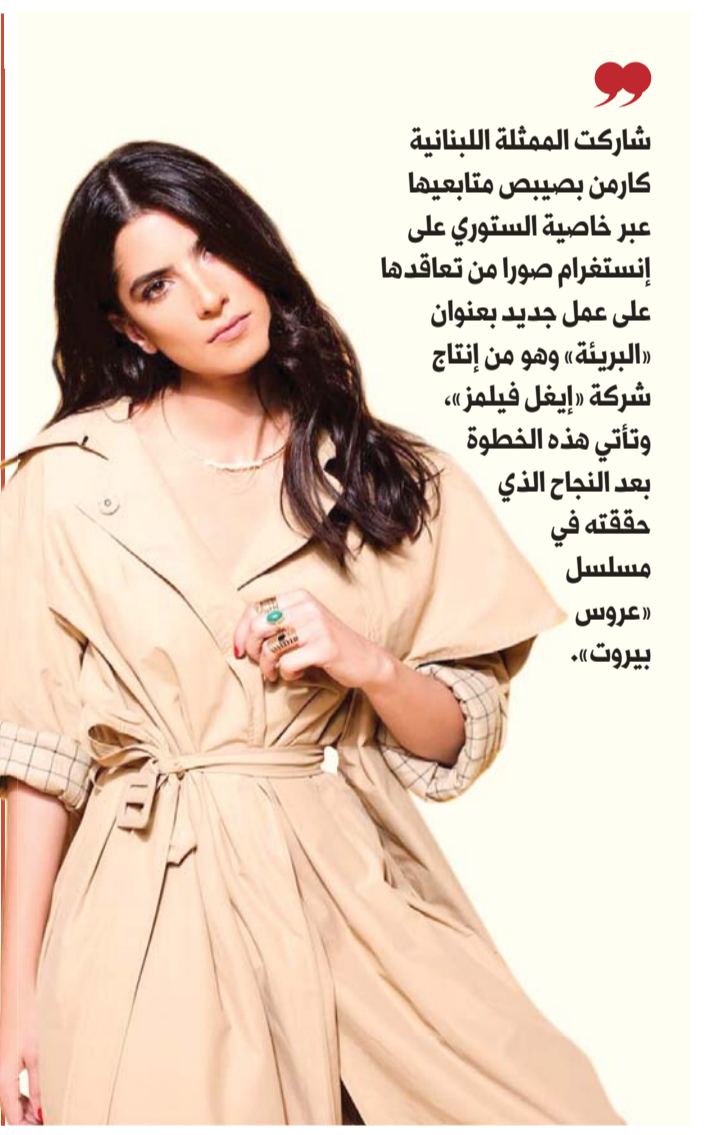 شاركت الممثلة اللبنانية
كارمن بصيبص متابعيها
عبر خاصية الستوري على
إنستغرام صورا من تعاقدها
على عمل جديد بعنوان
«البريئة» وهو من إنتاج
شركة «إيغل فيلمز»،
وتأتي هذه الخطوة
بعد النجاح الذي
حققته في
مسلسل
«عروس
بيروت».